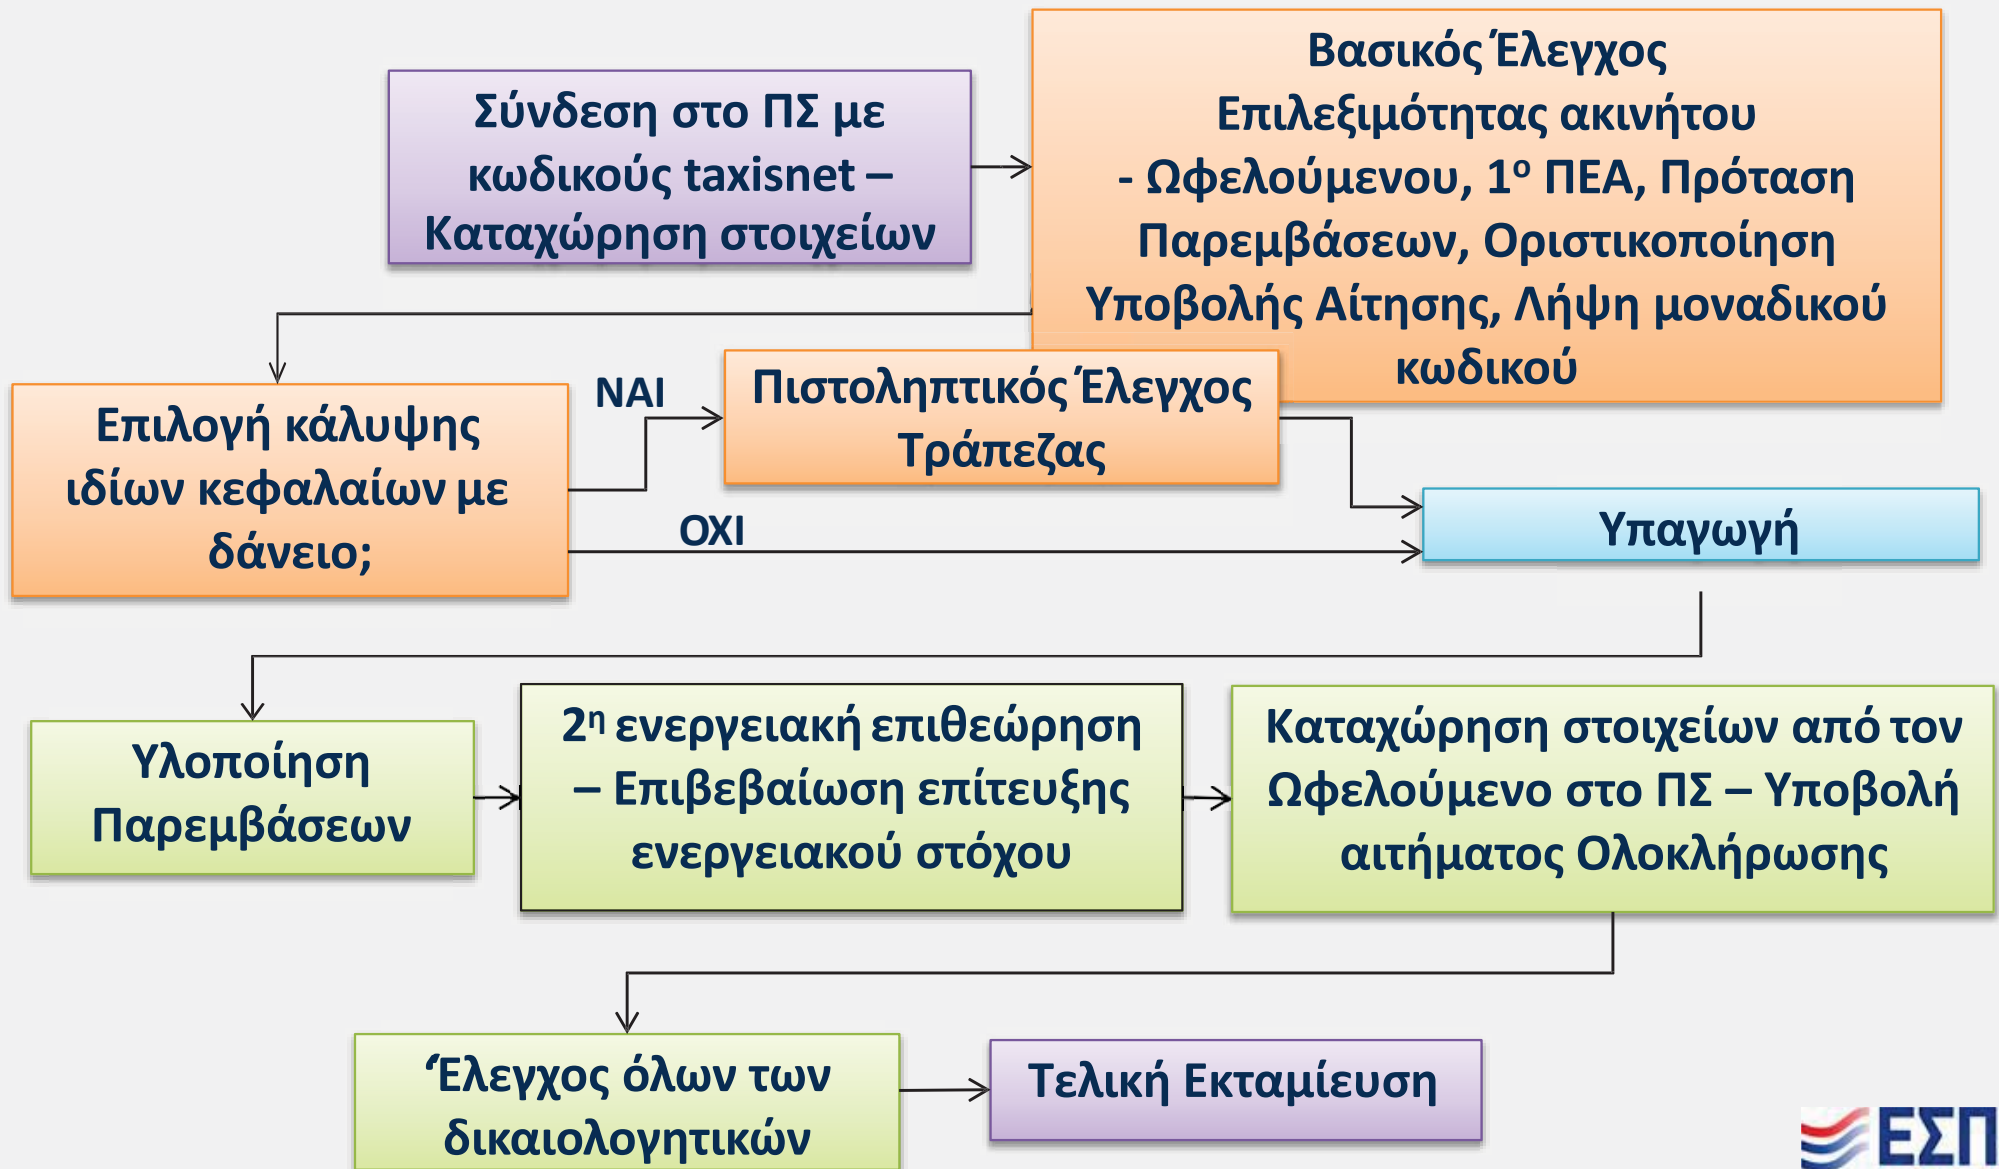 Σύνδεση στο ΠΣ με
κωδικούς taxisnet –
Καταχώρηση στοιχείων
Βασικός Έλεγχος
Επιλεξιμότητας ακινήτου
- Ωφελούμενου, 1ο ΠΕΑ, Πρόταση
Παρεμβάσεων, Οριστικοποίηση
Υποβολής Αίτησης, Λήψη μοναδικού
κωδικού
Επιλογή κάλυψης
ιδίων κεφαλαίων με
δάνειο;
ΝΑΙ
Πιστοληπτικός Έλεγχος
Τράπεζας
ΟΧΙ
Υπαγωγή
Υλοποίηση
Παρεμβάσεων
2η ενεργειακή επιθεώρηση
– Επιβεβαίωση επίτευξης
ενεργειακού στόχου
Καταχώρηση στοιχείων από τον
Ωφελούμενο στο ΠΣ – Υποβολή
αιτήματος Ολοκλήρωσης
‘Έλεγχος όλων των
δικαιολογητικών
Τελική Εκταμίευση
ΕΣΠ